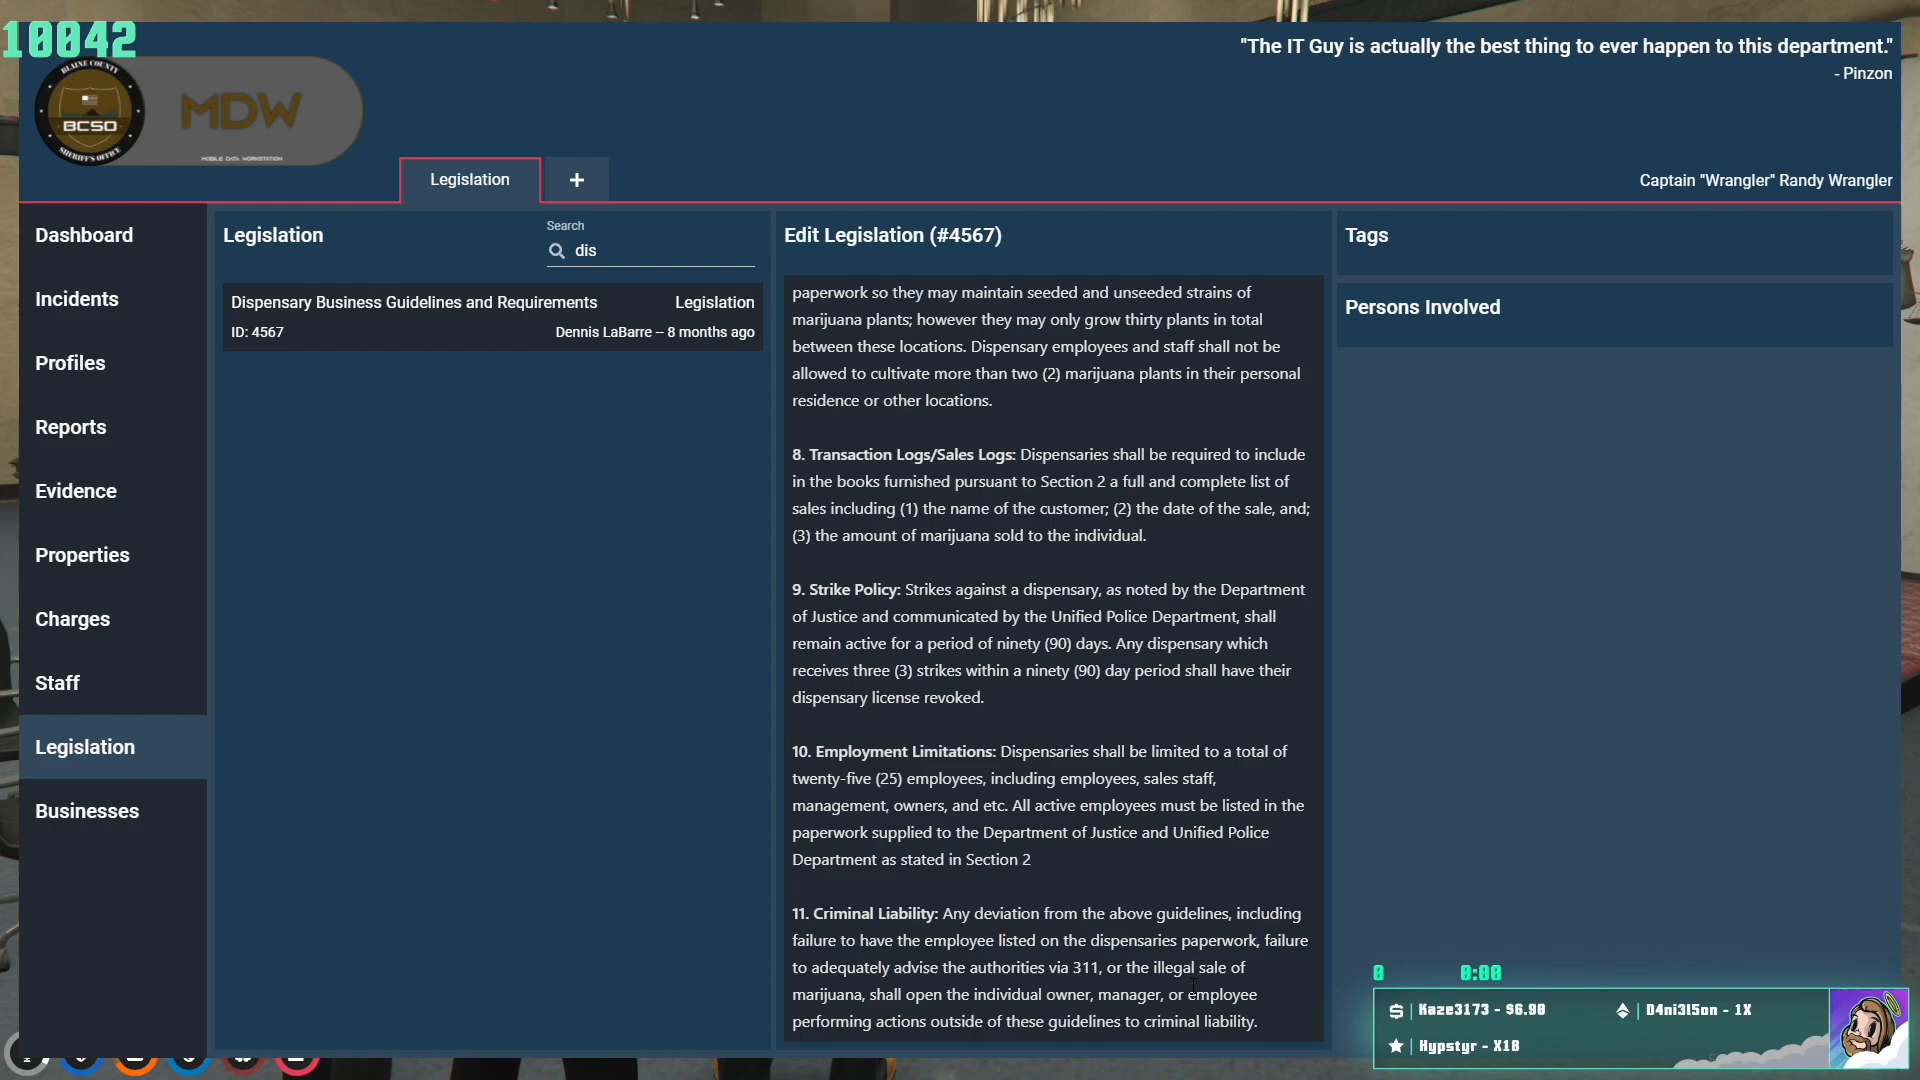 10042
"The IT Guy is actually the best thing to ever happen to this department."
- Pinzon
BLAINE COUNTY
BCSO
SHERIFF'S OFFICE
MDW
MOBILE DATA WORKSTATION
Legislation
+
Captain "Wrangler" Randy Wrangler
Dashboard
Incidents
Profiles
Reports
Evidence
Properties
Charges
Staff
Legislation
Businesses
Legislation
Search
dis
Dispensary Business Guidelines and Requirements
Legislation
ID: 4567
Dennis LaBarre – 8 months ago
Edit Legislation (#4567)
paperwork so they may maintain seeded and unseeded strains of
marijuana plants; however they may only grow thirty plants in total
between these locations. Dispensary employees and staff shall not be
allowed to cultivate more than two (2) marijuana plants in their personal
residence or other locations.
8. Transaction Logs/Sales Logs: Dispensaries shall be required to include
in the books furnished pursuant to Section 2 a full and complete list of
sales including (1) the name of the customer; (2) the date of the sale, and;
(3) the amount of marijuana sold to the individual.
9. Strike Policy: Strikes against a dispensary, as noted by the Department
of Justice and communicated by the Unified Police Department, shall
remain active for a period of ninety (90) days. Any dispensary which
receives three (3) strikes within a ninety (90) day period shall have their
dispensary license revoked.
10. Employment Limitations: Dispensaries shall be limited to a total of
twenty-five (25) employees, including employees, sales staff,
management, owners, and etc. All active employees must be listed in the
paperwork supplied to the Department of Justice and Unified Police
Department as stated in Section 2
11. Criminal Liability: Any deviation from the above guidelines, including
failure to have the employee listed on the dispensaries paperwork, failure
to adequately advise the authorities via 311, or the illegal sale of
marijuana, shall open the individual owner, manager, or employee
performing actions outside of these guidelines to criminal liability.
Tags
Persons Involved
0
0:00
Kaze3173 - $6.90
D4ni3l5on - 1X
Hypstyr - X18